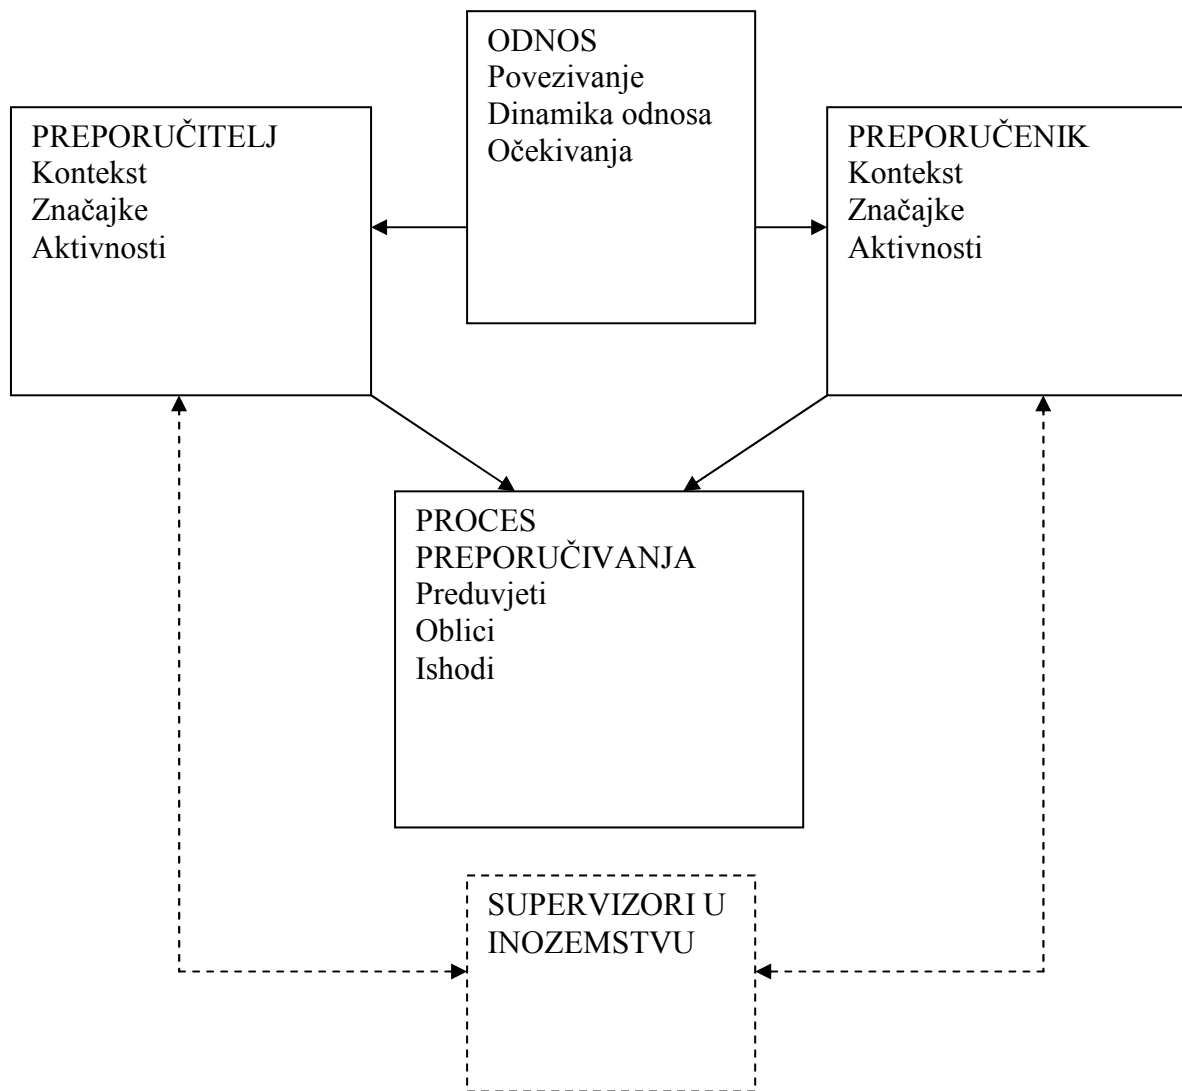 ODNOS
Povezivanje
Dinamika odnosa
Očekivanja
PREPORUČITELJ
Kontekst
Značajke
Aktivnosti
PREPORUČENIK
Kontekst
Značajke
Aktivnosti
PROCES
PREPORUČIVANJA
Preduvjeti
Oblici
Ishodi
SUPERVIZORI U
INOZEMSTVU